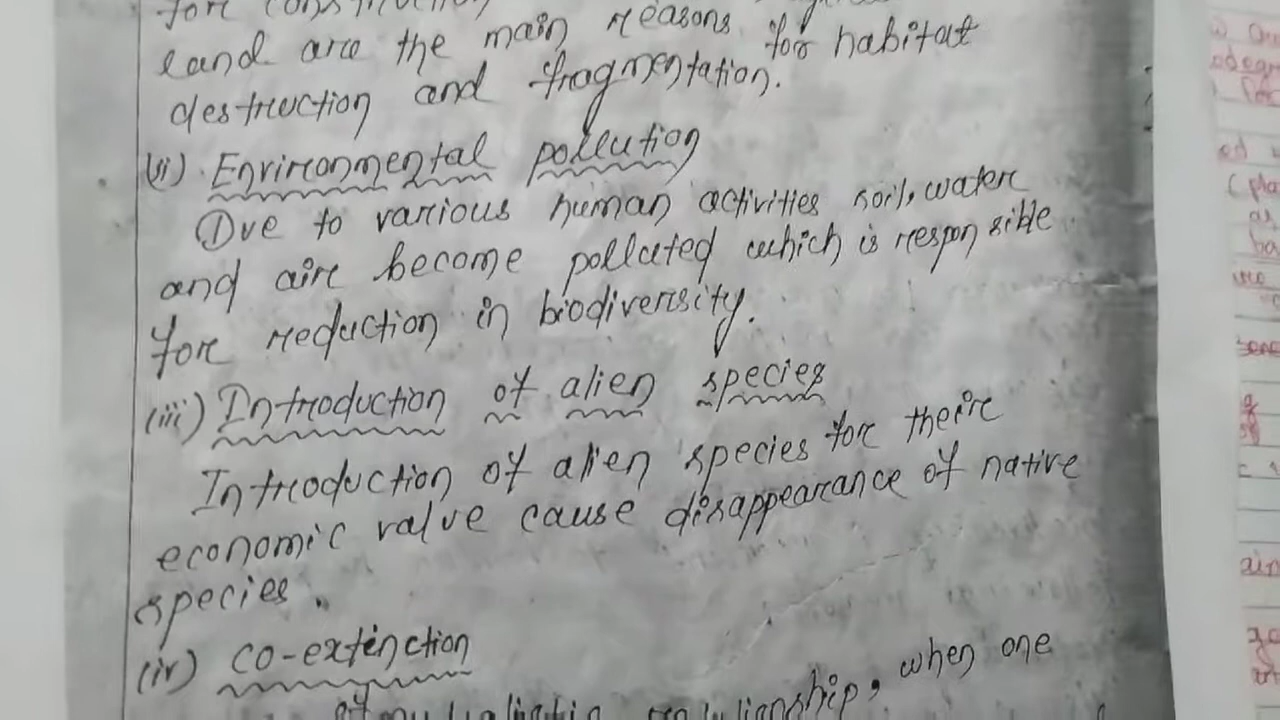 for
land are the main reasons for habitat
destruction and fragmentation.
(ii) Environmental pollution
Due to various human activities soil, water
and air become polluted which is responsible
for reduction in biodiversity.
(iii) Introduction of alien species
Introduction of alien species for their
economic value cause disappearance of native
species.
(iv) co-extinction
relationship, when one